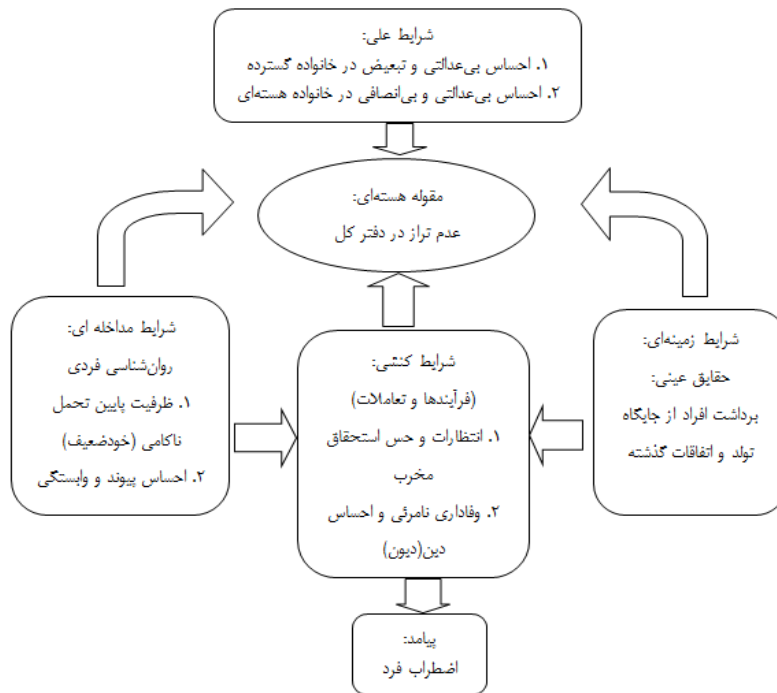 شرایط علی:
۱. احساس بی‌عدالتی و تبعیض در خانواده گسترده
۲. احساس بی‌عدالتی و بی‌انصافی در خانواده هسته‌ای
مقوله هسته‌ای:
عدم تراز در دفتر کل
شرایط زمینه‌ای:
حقایق عینی:
برداشت افراد از جایگاه
تولد و اتفاقات گذشته
شرایط کنشی:
(فرآیندها و تعاملات)
۱. انتظارات و حس استحقاق
مخرب
۲. وفاداری نامرئی و احساس
دین(دیون)
شرایط مداخله ای:
روان‌شناسی فردی
۱. ظرفیت پایین تحمل
ناکامی (خودضعیف)
۲. احساس پیوند و وابستگی
پیامد:
اضطراب فرد